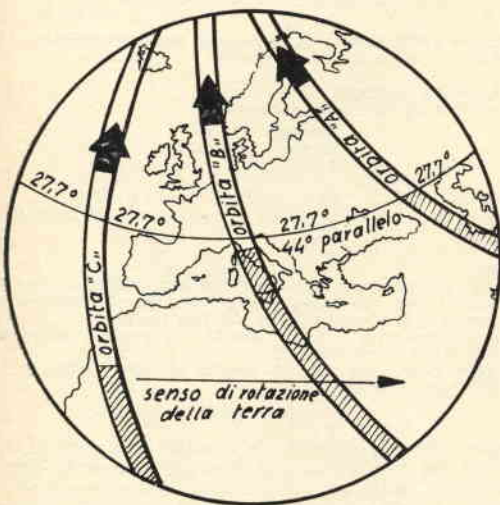 orbita "A"
orbita "B"
orbita "C"
27.7°
27.7°
27.7°
27.7°
44° parallelo
senso di rotazione
della terra